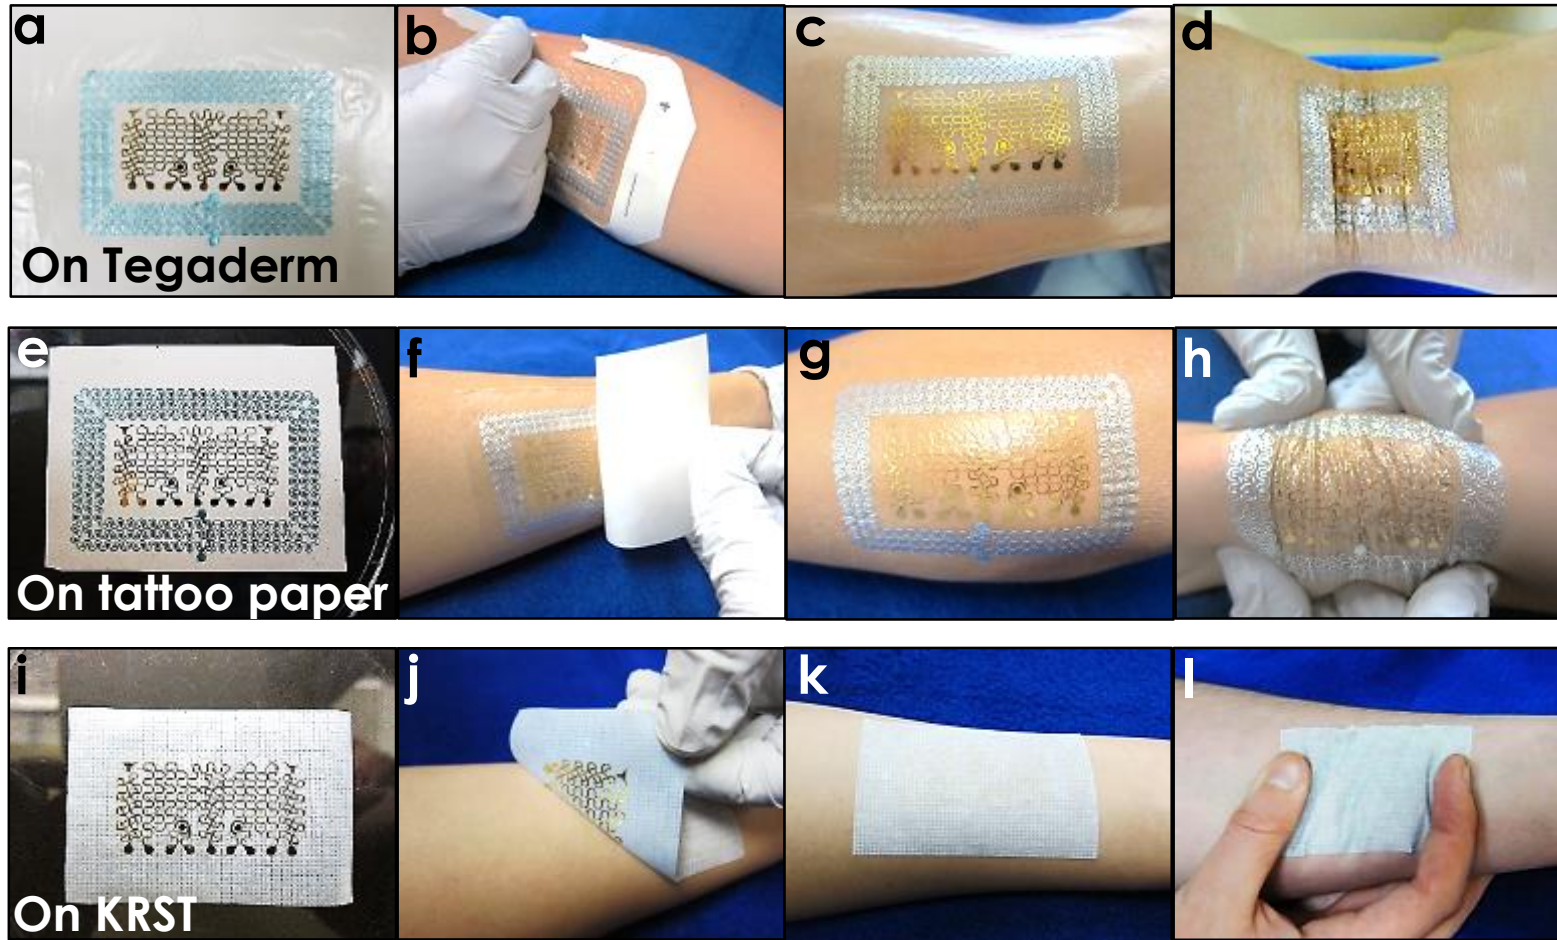 a
b
c
d
On Tegaderm
e
f
g
h
On tattoo paper
i
j
k
l
On KRST